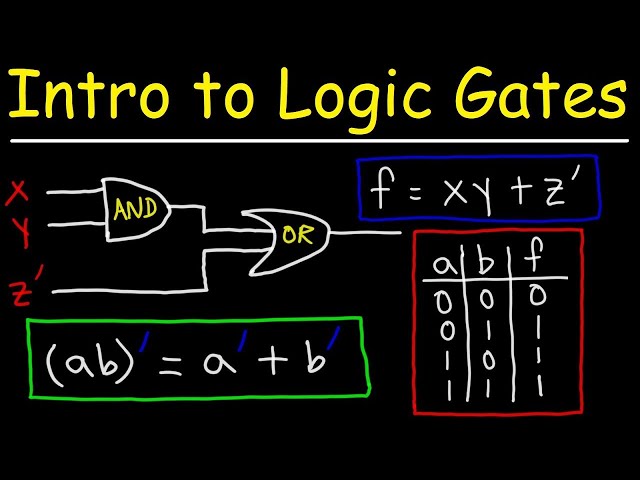 Intro to Logic Gates
X
Y
z'
AND
OR
f = xy + z'
(ab)' = a' + b'
a b f
0 0 0
0 1 1
1 0 1
1 1 1